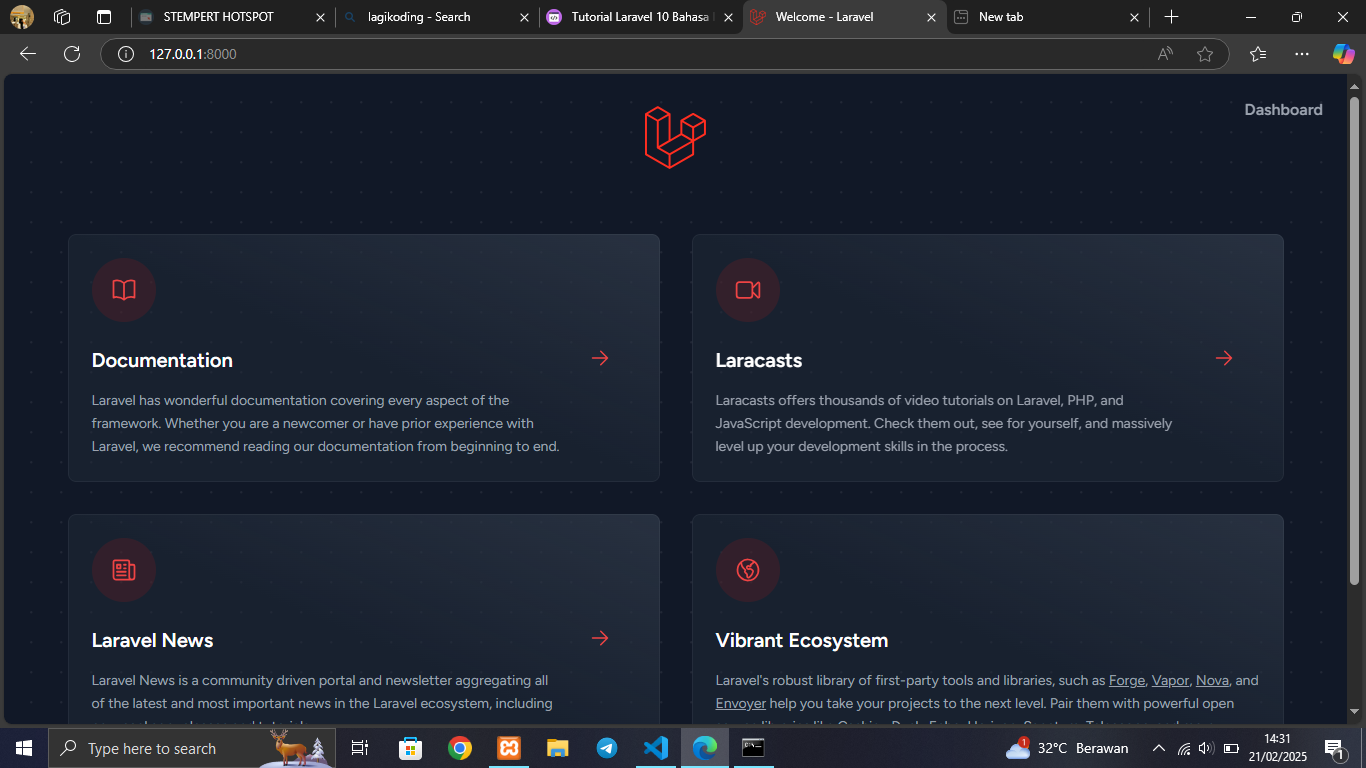 STEMPERT HOTSPOT
lagikoding - Search
Tutorial Laravel 10 Bahasa
Welcome - Laravel
New tab
127.0.0.1:8000
Dashboard
Documentation
Laravel has wonderful documentation covering every aspect of the
framework. Whether you are a newcomer or have prior experience with
Laravel, we recommend reading our documentation from beginning to end.
Laracasts
Laracasts offers thousands of video tutorials on Laravel, PHP, and
JavaScript development. Check them out, see for yourself, and massively
level up your development skills in the process.
Laravel News
Laravel News is a community driven portal and newsletter aggregating all
of the latest and most important news in the Laravel ecosystem, including
Vibrant Ecosystem
Laravel's robust library of first-party tools and libraries, such as Forge, Vapor, Nova, and
Envoyer help you take your projects to the next level. Pair them with powerful open
Type here to search
1
32°C Berawan
14:31
21/02/2025
1